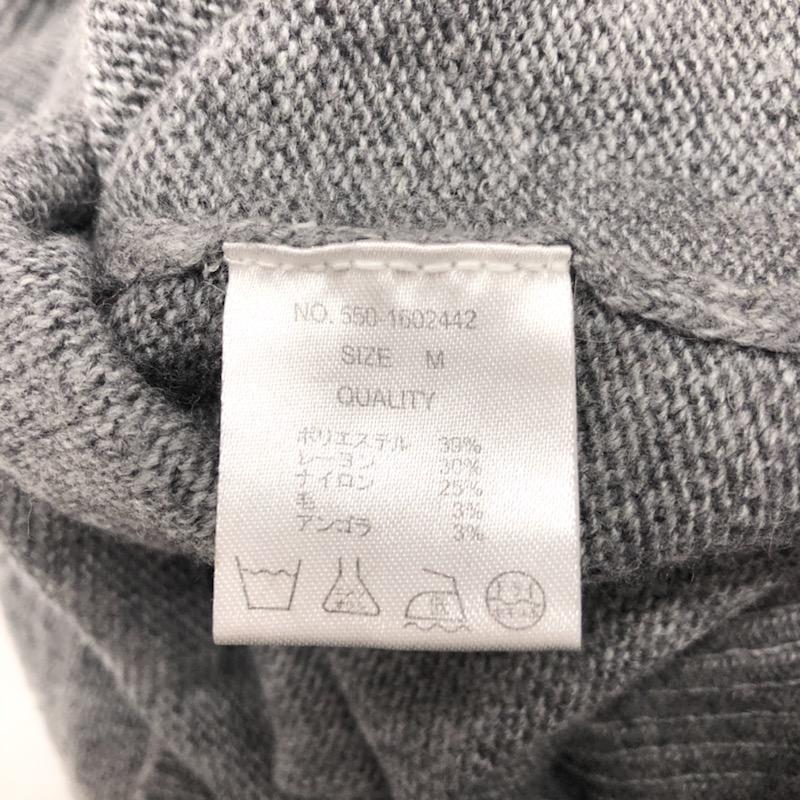 NO. 550-1602442
SIZE M
QUALITY
ポリエステル 39%
レーヨン 30%
ナイロン 25%
毛 3%
アンゴラ 3%